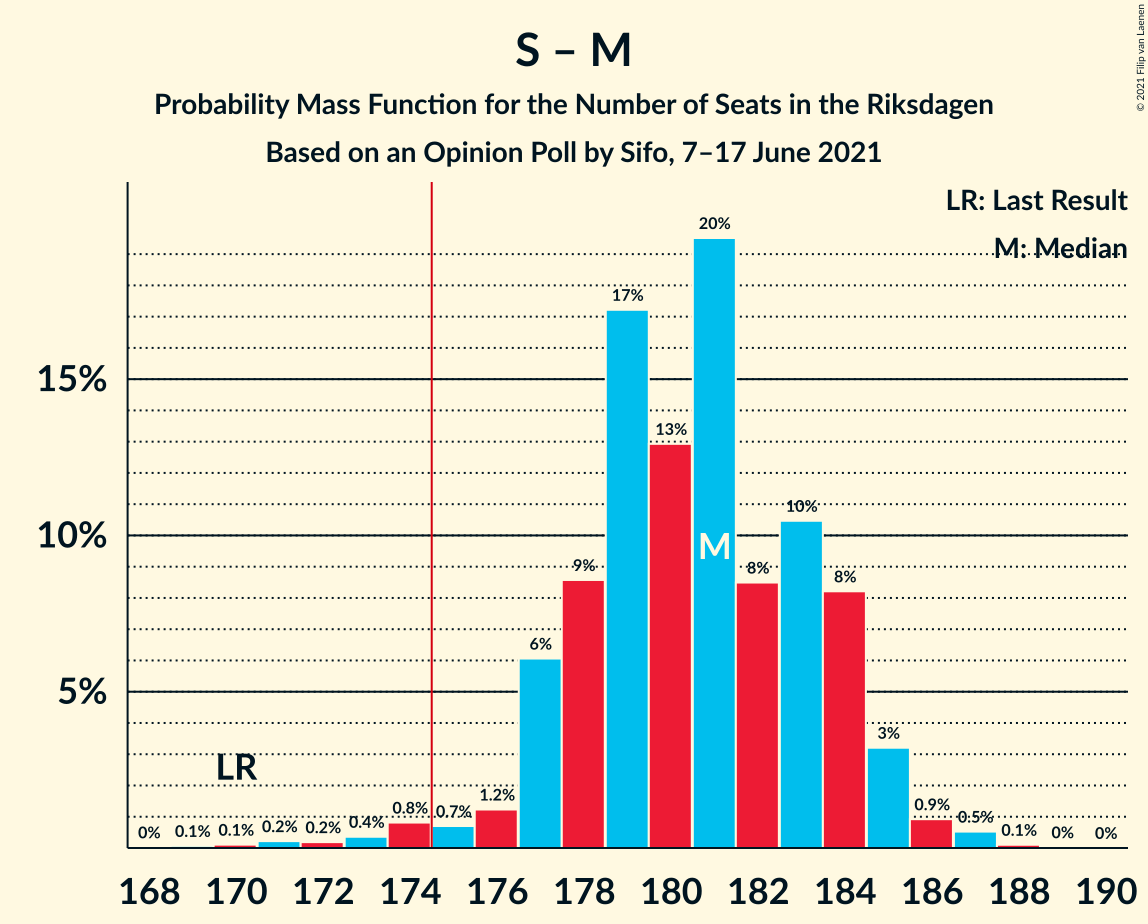 S – M
Probability Mass Function for the Number of Seats in the Riksdagen
Based on an Opinion Poll by Sifo, 7–17 June 2021
© 2021 Filip van Laenen
LR: Last Result
M: Median
20%
17%
15%
13%
10%
10%
M
9%
8%
8%
6%
5%
3%
LR
0%
0.1%
0.1%
0.2%
0.2%
0.4%
0.8%
0.7%
1.2%
0.9%
0.5%
0.1%
0%
0%
168 170 172 174 176 178 180 182 184 186 188 190